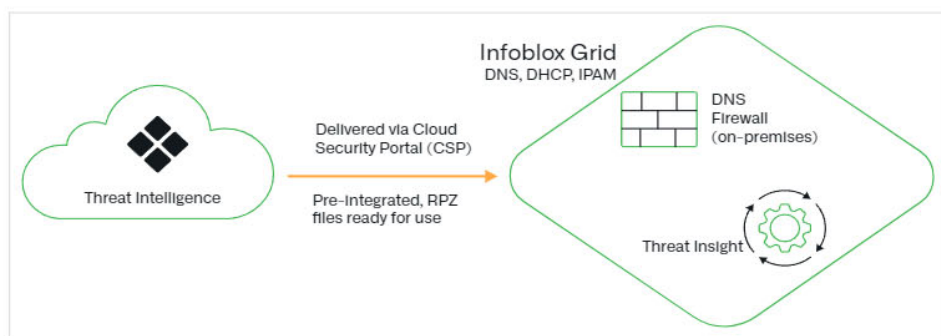 Infoblox Grid
DNS, DHCP, IPAM
DNS
Firewall
(on-premises)
Delivered via Cloud
Security Portal (CSP)
Threat Intelligence
Pre-Integrated, RPZ
files ready for use
Threat Insight